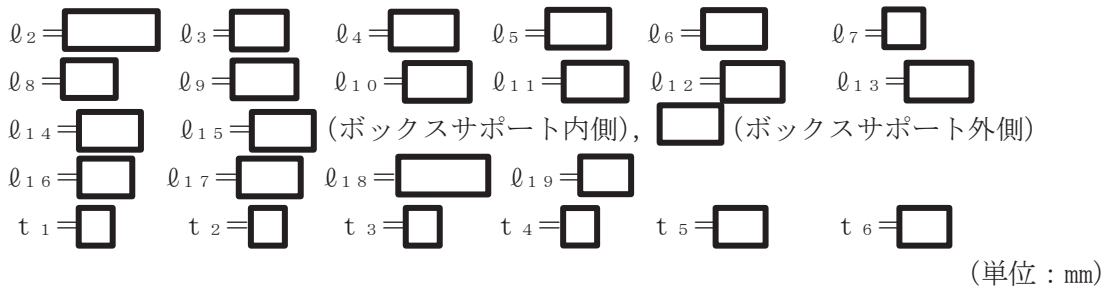 ℓ2＝ ℓ3＝ ℓ4＝ ℓ5＝ ℓ6＝ ℓ7＝
ℓ8＝ ℓ9＝ ℓ10＝ ℓ11＝ ℓ12＝ ℓ13＝
ℓ14＝ ℓ15＝ (ボックスサポート内側), (ボックスサポート外側)
ℓ16＝ ℓ17＝ ℓ18＝ ℓ19＝
t1＝ t2＝ t3＝ t4＝ t5＝ t6＝
(単位：mm)